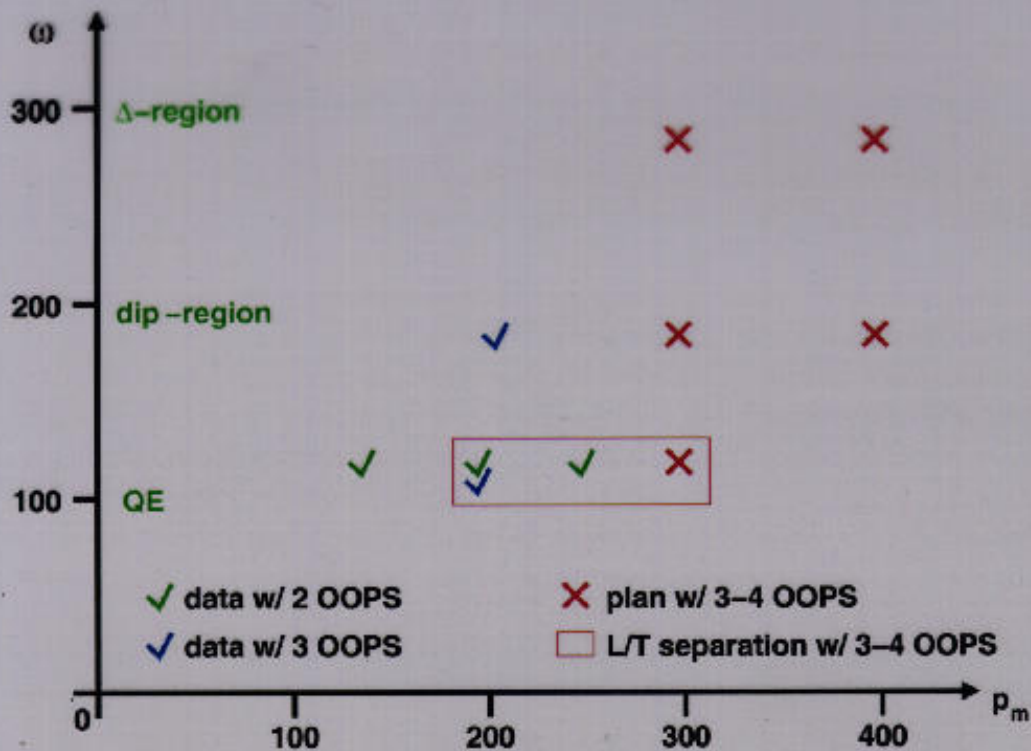 ω
300
Δ-region
200
dip-region
100
QE
data w/ 2 OOPS
plan w/ 3-4 OOPS
data w/ 3 OOPS
L/T separation w/ 3-4 OOPS
0
100
200
300
400
pm